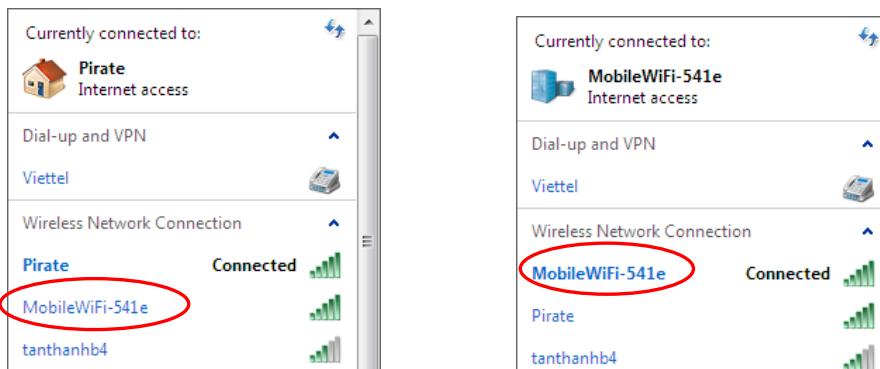 Currently connected to:
Pirate
Internet access
Dial-up and VPN
Viettel
Wireless Network Connection
Pirate Connected
MobileWiFi-541e
tanthanhb4
Currently connected to:
MobileWiFi-541e
Internet access
Dial-up and VPN
Viettel
Wireless Network Connection
MobileWiFi-541e Connected
Pirate
tanthanhb4